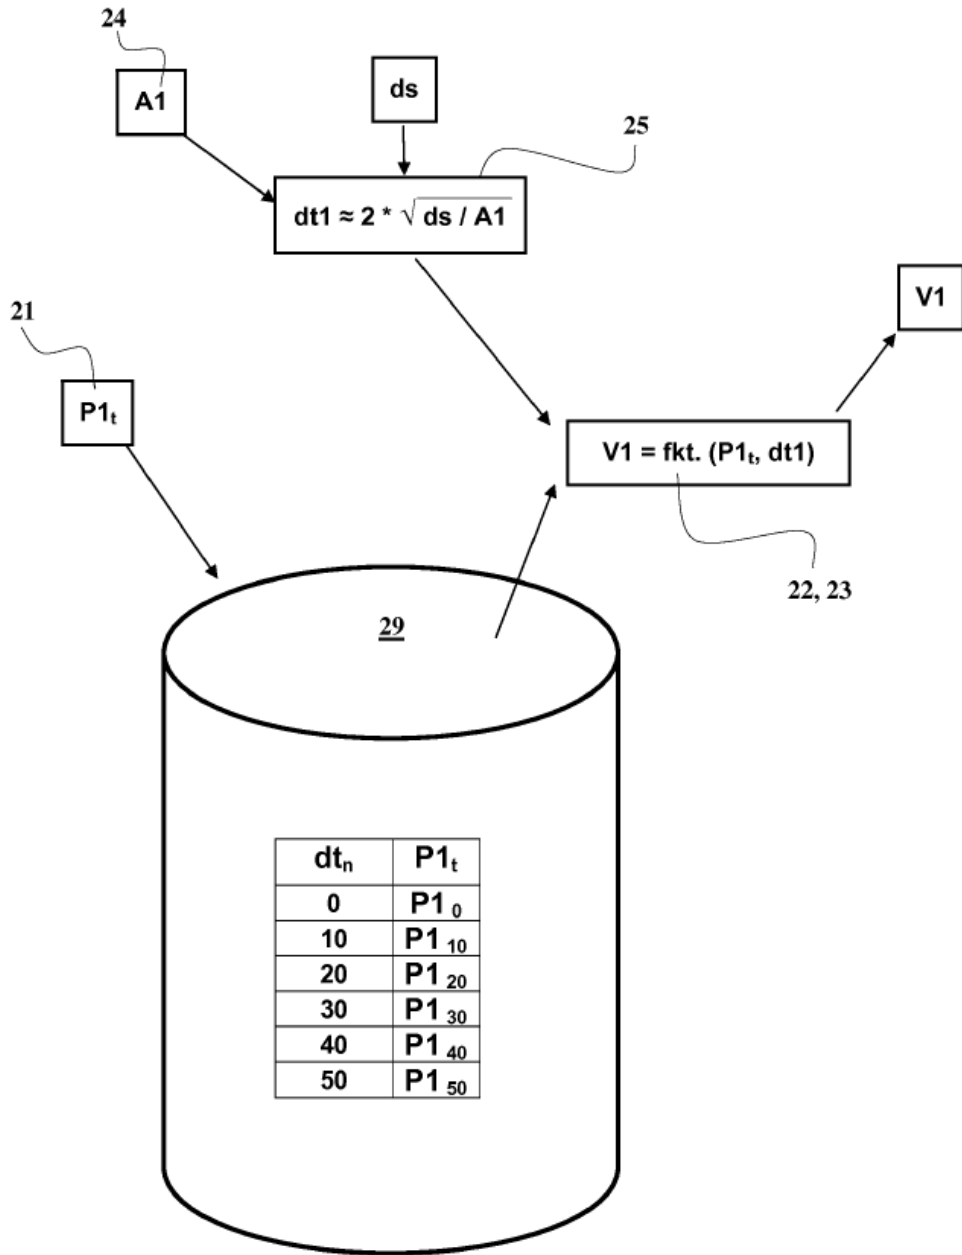 24
A1
ds
25
dt1 ≈ 2 * √ds / A1
V1
21
P1ₜ
V1 = fkt. (P1ₜ, dt1)
22, 23
29
dtₙ P1ₜ
0 P1 ₀
10 P1 ₁₀
20 P1 ₂₀
30 P1 ₃₀
40 P1 ₄₀
50 P1 ₅₀